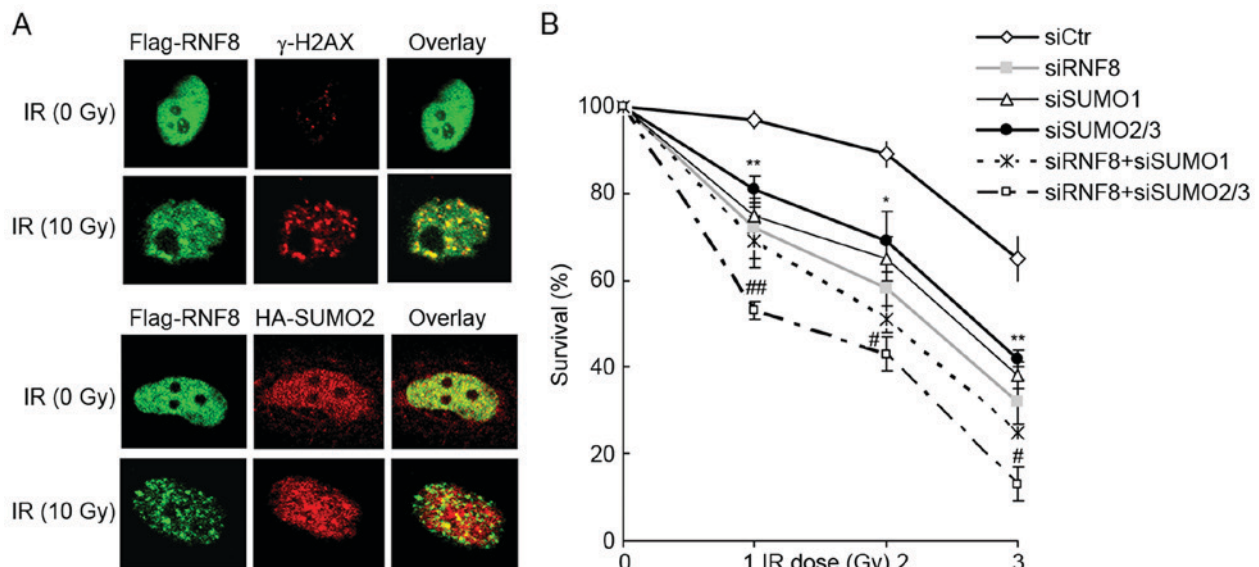 A
Flag-RNF8 γ-H2AX Overlay
IR (0 Gy)
IR (10 Gy)
Flag-RNF8 HA-SUMO2 Overlay
IR (0 Gy)
IR (10 Gy)
B
siCtr
siRNF8
siSUMO1
siSUMO2/3
siRNF8+siSUMO1
siRNF8+siSUMO2/3
Survival (%)
100
80
60
40
20
0
**
*
**
##
#
#
0 1 IR dose (Gy) 2 3